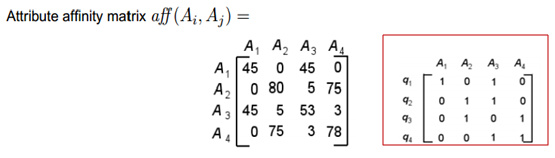 Attribute affinity matrix aff(Aᵢ, Aⱼ) =
A₁ A₂ A₃ A₄
A₁ 45 0 45 0
A₂ 0 80 5 75
A₃ 45 5 53 3
A₄ 0 75 3 78
A₁ A₂ A₃ A₄
q₁ 1 0 1 0
q₂ 0 1 1 0
q₃ 0 1 0 1
q₄ 0 0 1 1